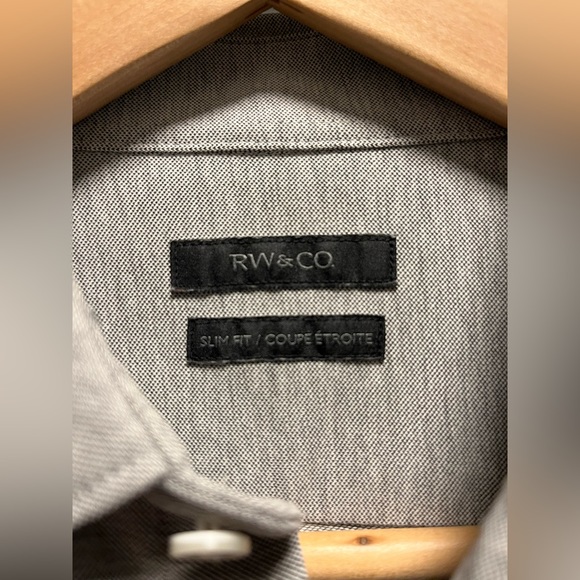 RW&CO.
SLIM FIT / COUPE ÉTROITE